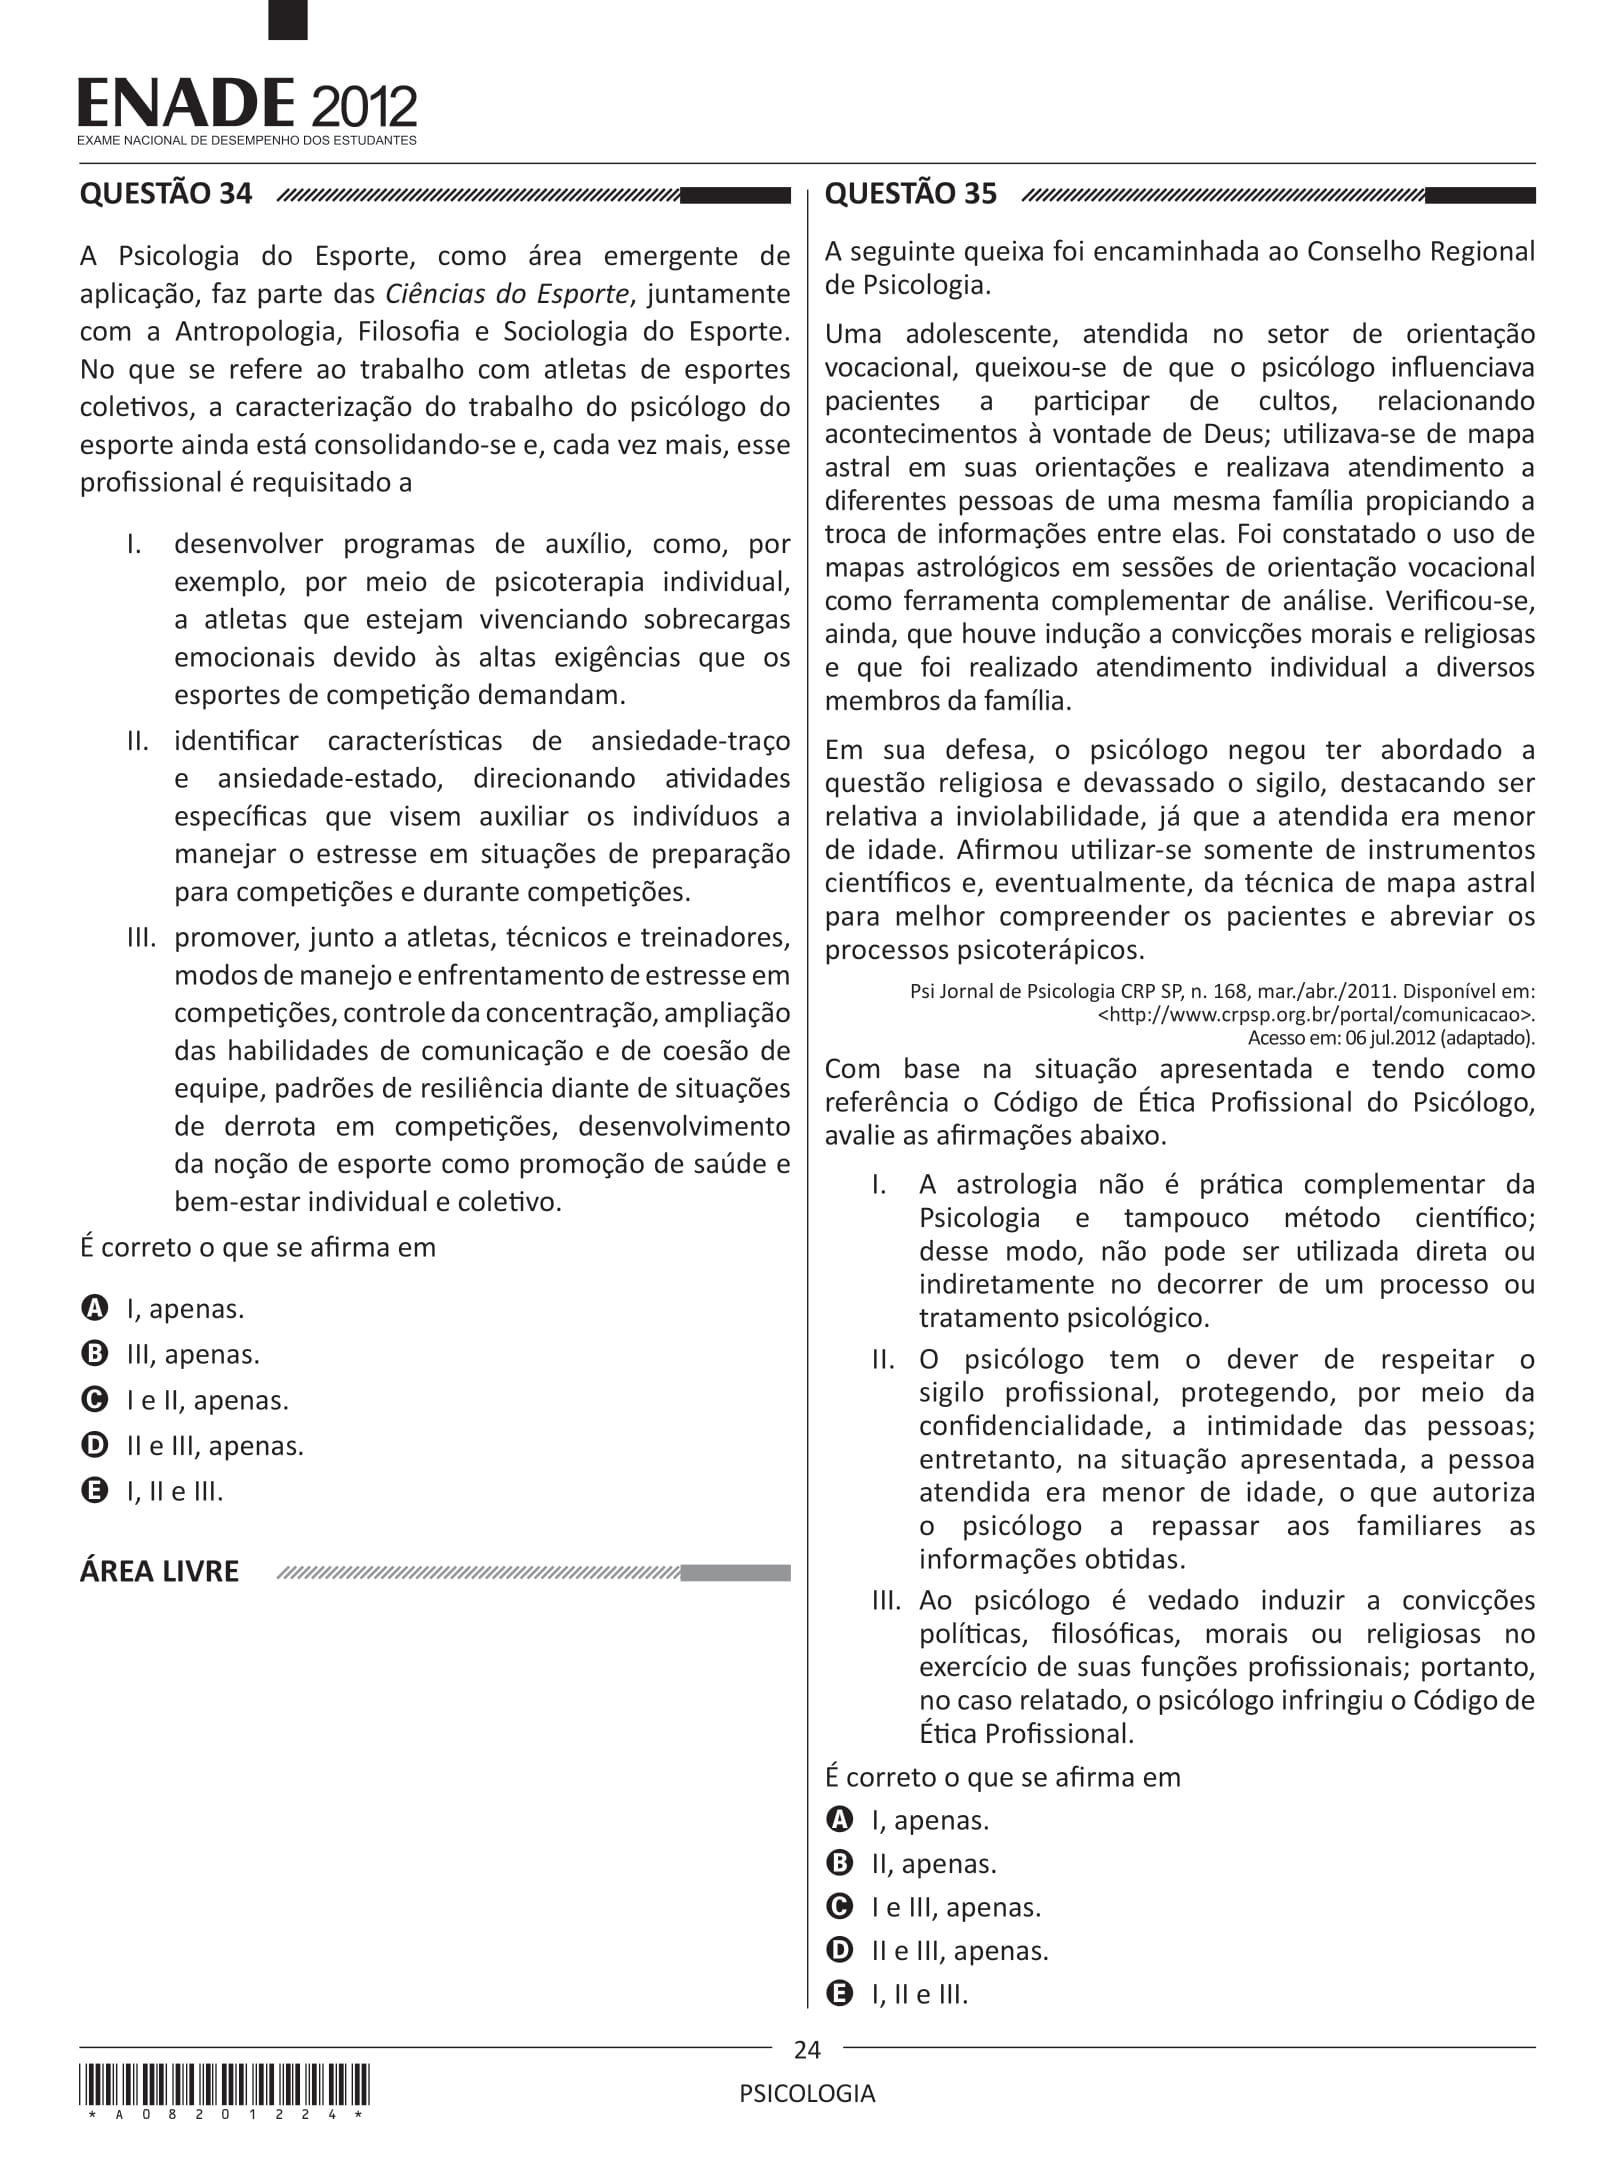 ENADE 2012
EXAME NACIONAL DE DESEMPENHO DOS ESTUDANTES
QUESTÃO 34
A Psicologia do Esporte, como área emergente de
aplicação, faz parte das Ciências do Esporte, juntamente
com a Antropologia, Filosofia e Sociologia do Esporte.
No que se refere ao trabalho com atletas de esportes
coletivos, a caracterização do trabalho do psicólogo do
esporte ainda está consolidando-se e, cada vez mais, esse
profissional é requisitado a
I. desenvolver programas de auxílio, como, por
exemplo, por meio de psicoterapia individual,
a atletas que estejam vivenciando sobrecargas
emocionais devido às altas exigências que os
esportes de competição demandam.
II. identificar características de ansiedade-traço
e ansiedade-estado, direcionando atividades
específicas que visem auxiliar os indivíduos a
manejar o estresse em situações de preparação
para competições e durante competições.
III. promover, junto a atletas, técnicos e treinadores,
modos de manejo e enfrentamento de estresse em
competições, controle da concentração, ampliação
das habilidades de comunicação e de coesão de
equipe, padrões de resiliência diante de situações
de derrota em competições, desenvolvimento
da noção de esporte como promoção de saúde e
bem-estar individual e coletivo.
É correto o que se afirma em
A I, apenas.
B III, apenas.
C I e II, apenas.
D II e III, apenas.
E I, II e III.
ÁREA LIVRE
QUESTÃO 35
A seguinte queixa foi encaminhada ao Conselho Regional
de Psicologia.
Uma adolescente, atendida no setor de orientação
vocacional, queixou-se de que o psicólogo influenciava
pacientes a participar de cultos, relacionando
acontecimentos à vontade de Deus; utilizava-se de mapa
astral em suas orientações e realizava atendimento a
diferentes pessoas de uma mesma família propiciando a
troca de informações entre elas. Foi constatado o uso de
mapas astrológicos em sessões de orientação vocacional
como ferramenta complementar de análise. Verificou-se,
ainda, que houve indução a convicções morais e religiosas
e que foi realizado atendimento individual a diversos
membros da família.
Em sua defesa, o psicólogo negou ter abordado a
questão religiosa e devassado o sigilo, destacando ser
relativa a inviolabilidade, já que a atendida era menor
de idade. Afirmou utilizar-se somente de instrumentos
científicos e, eventualmente, da técnica de mapa astral
para melhor compreender os pacientes e abreviar os
processos psicoterápicos.
Psi Jornal de Psicologia CRP SP, n. 168, mar./abr./2011. Disponível em:
<http://www.crpsp.org.br/portal/comunicacao>.
Acesso em: 06 jul.2012 (adaptado).
Com base na situação apresentada e tendo como
referência o Código de Ética Profissional do Psicólogo,
avalie as afirmações abaixo.
I. A astrologia não é prática complementar da
Psicologia e tampouco método científico;
desse modo, não pode ser utilizada direta ou
indiretamente no decorrer de um processo ou
tratamento psicológico.
II. O psicólogo tem o dever de respeitar o
sigilo profissional, protegendo, por meio da
confidencialidade, a intimidade das pessoas;
entretanto, na situação apresentada, a pessoa
atendida era menor de idade, o que autoriza
o psicólogo a repassar aos familiares as
informações obtidas.
III. Ao psicólogo é vedado induzir a convicções
políticas, filosóficas, morais ou religiosas no
exercício de suas funções profissionais; portanto,
no caso relatado, o psicólogo infringiu o Código de
Ética Profissional.
É correto o que se afirma em
A I, apenas.
B II, apenas.
C I e III, apenas.
D II e III, apenas.
E I, II e III.
24
PSICOLOGIA
*A08201224*